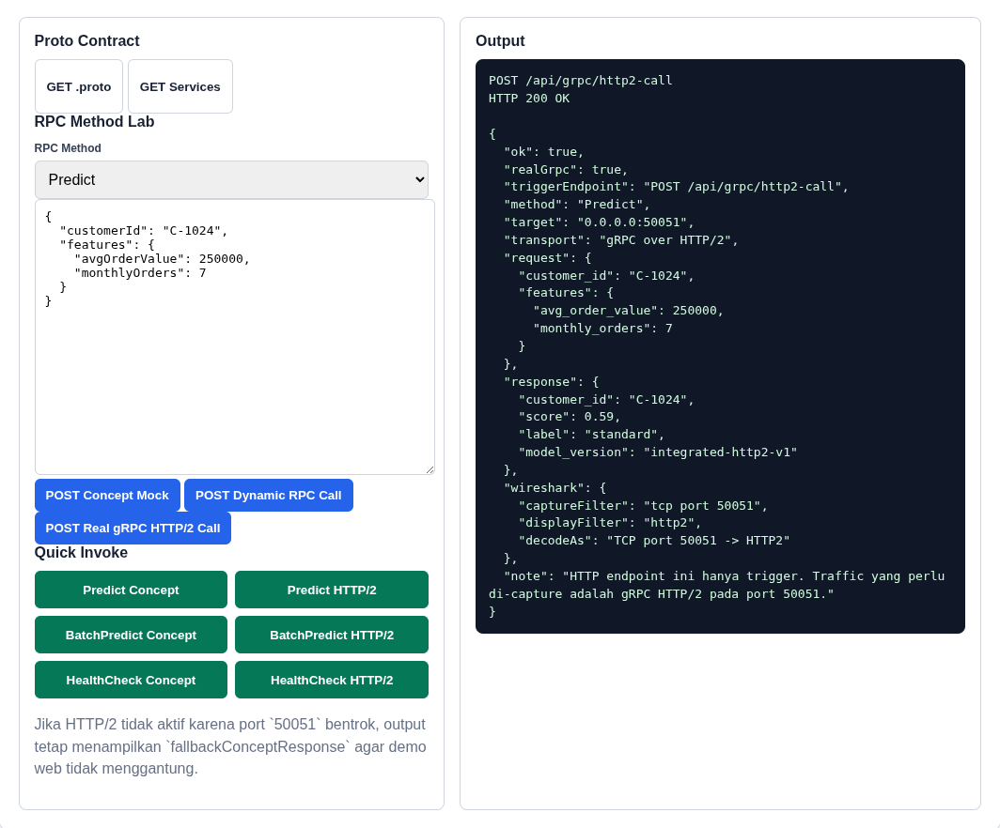 Proto Contract
GET .proto
GET Services
RPC Method Lab
RPC Method
Predict
{
  "customerId": "C-1024",
  "features": {
    "avgOrderValue": 250000,
    "monthlyOrders": 7
  }
}
POST Concept Mock
POST Dynamic RPC Call
POST Real gRPC HTTP/2 Call
Quick Invoke
Predict Concept
Predict HTTP/2
BatchPredict Concept
BatchPredict HTTP/2
HealthCheck Concept
HealthCheck HTTP/2
Jika HTTP/2 tidak aktif karena port `50051` bentrok, output
tetap menampilkan `fallbackConceptResponse` agar demo
web tidak menggantung.
Output
POST /api/grpc/http2-call
HTTP 200 OK

{
  "ok": true,
  "realGrpc": true,
  "triggerEndpoint": "POST /api/grpc/http2-call",
  "method": "Predict",
  "target": "0.0.0.0:50051",
  "transport": "gRPC over HTTP/2",
  "request": {
    "customer_id": "C-1024",
    "features": {
      "avg_order_value": 250000,
      "monthly_orders": 7
    }
  },
  "response": {
    "customer_id": "C-1024",
    "score": 0.59,
    "label": "standard",
    "model_version": "integrated-http2-v1"
  },
  "wireshark": {
    "captureFilter": "tcp port 50051",
    "displayFilter": "http2",
    "decodeAs": "TCP port 50051 -> HTTP2"
  },
  "note": "HTTP endpoint ini hanya trigger. Traffic yang perlu
di-capture adalah gRPC HTTP/2 pada port 50051."
}